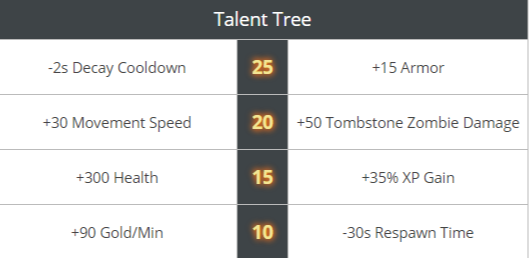 Talent Tree
-2s Decay Cooldown 25 +15 Armor
+30 Movement Speed 20 +50 Tombstone Zombie Damage
+300 Health 15 +35% XP Gain
+90 Gold/Min 10 -30s Respawn Time